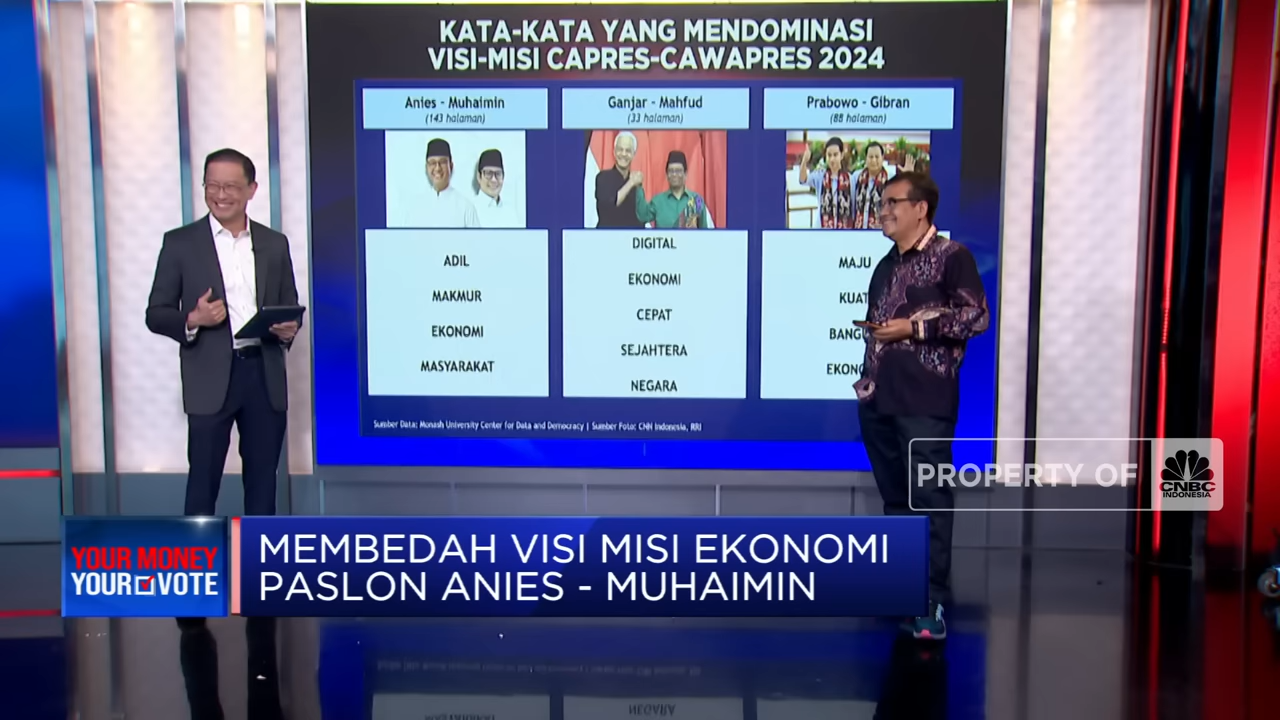 KATA-KATA YANG MENDOMINASI
VISI-MISI CAPRES-CAWAPRES 2024
Anies - Muhaimin
(143 halaman)
Ganjar - Mahfud
(33 halaman)
Prabowo - Gibran
(88 halaman)
ADIL
MAKMUR
EKONOMI
MASYARAKAT
DIGITAL
EKONOMI
CEPAT
SEJAHTERA
NEGARA
MAJU
KUAT
Sumber Data: Monash University Center for Data and Democracy | Sumber Foto: CNN Indonesia, RRI
PROPERTY OF
CNBC
INDONESIA
YOUR MONEY
YOUR VOTE
MEMBEDAH VISI MISI EKONOMI
PASLON ANIES - MUHAIMIN